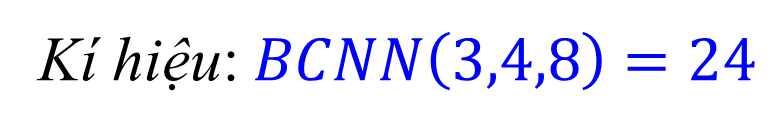 Kí hiệu: BCNN(3,4,8) = 24